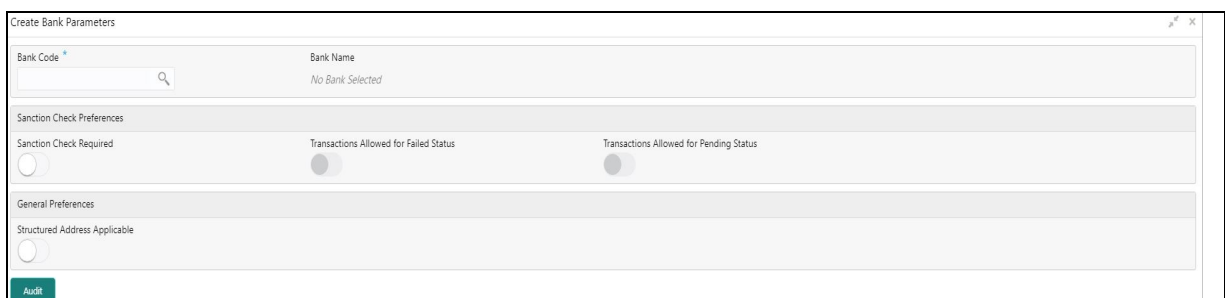 Create Bank Parameters
Bank Code * Bank Name
No Bank Selected
Sanction Check Preferences
Sanction Check Required Transactions Allowed for Failed Status Transactions Allowed for Pending Status
General Preferences
Structured Address Applicable
Audit